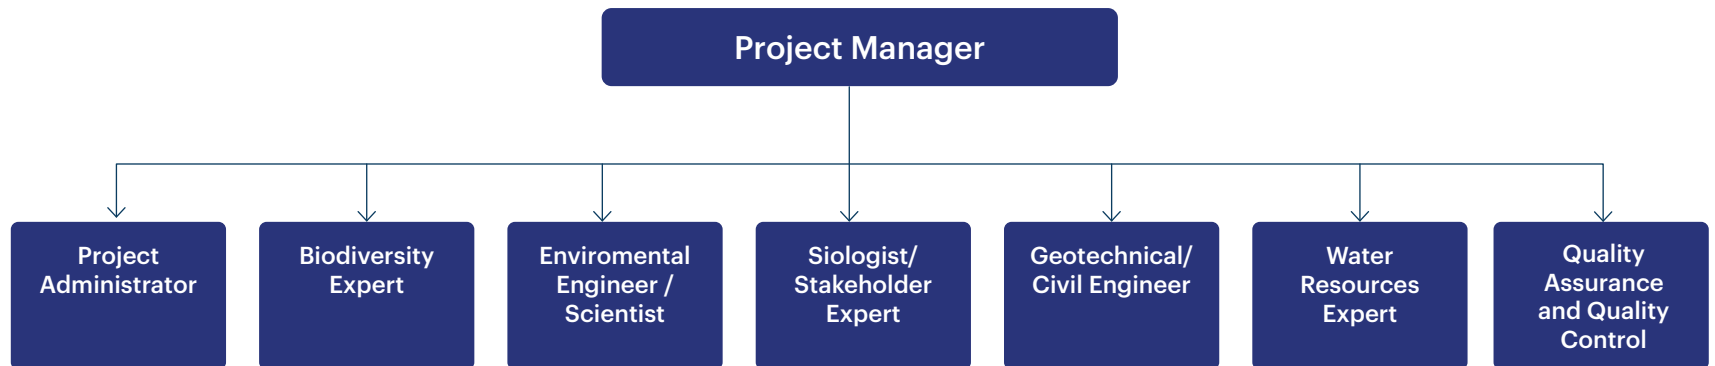 Project Manager
Project
Administrator
Biodiversity
Expert
Enviromental
Engineer /
Scientist
Siologist/
Stakeholder
Expert
Geotechnical/
Civil Engineer
Water
Resources
Expert
Quality
Assurance
and Quality
Control